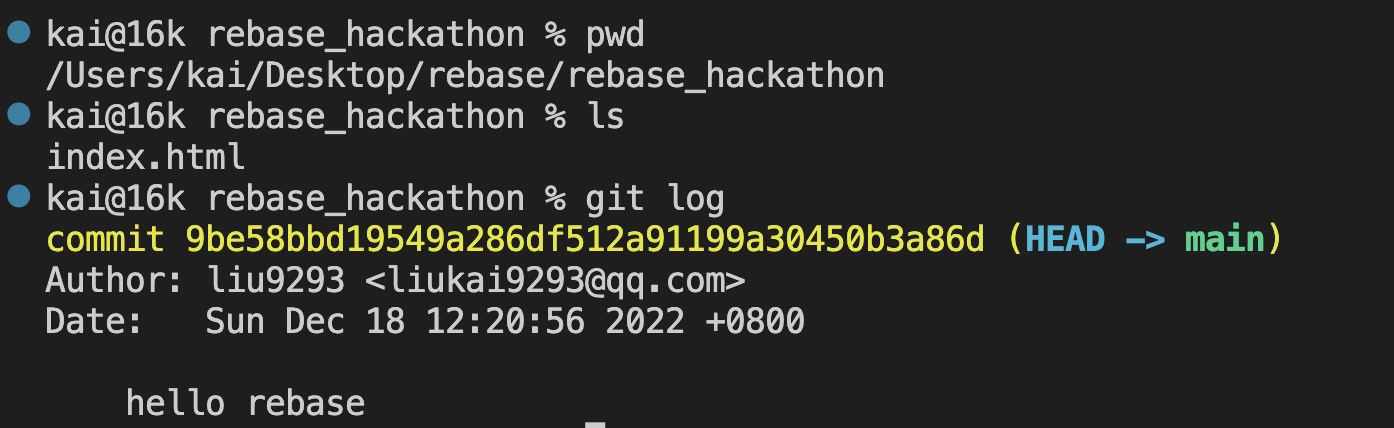 kai@16k rebase_hackathon % pwd
/Users/kai/Desktop/rebase/rebase_hackathon
kai@16k rebase_hackathon % ls
index.html
kai@16k rebase_hackathon % git log
commit 9be58bbd19549a286df512a91199a30450b3a86d (HEAD -> main)
Author: liu9293 <liukai9293@qq.com>
Date:   Sun Dec 18 12:20:56 2022 +0800
    hello rebase